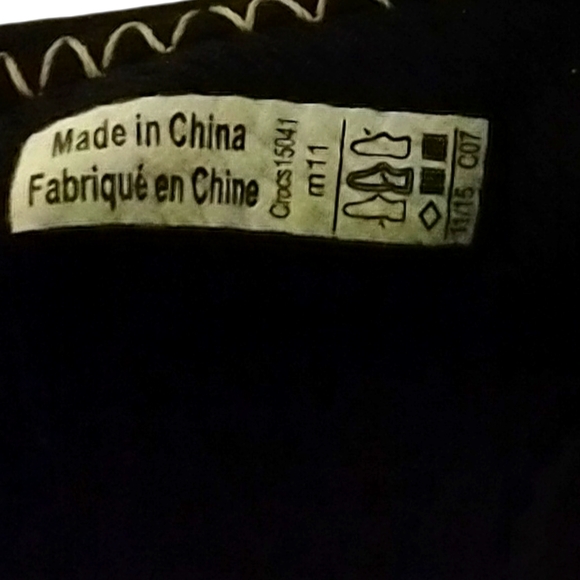 Made in China
Fabriqué en Chine
Crocs15041
m11
11/15 C07